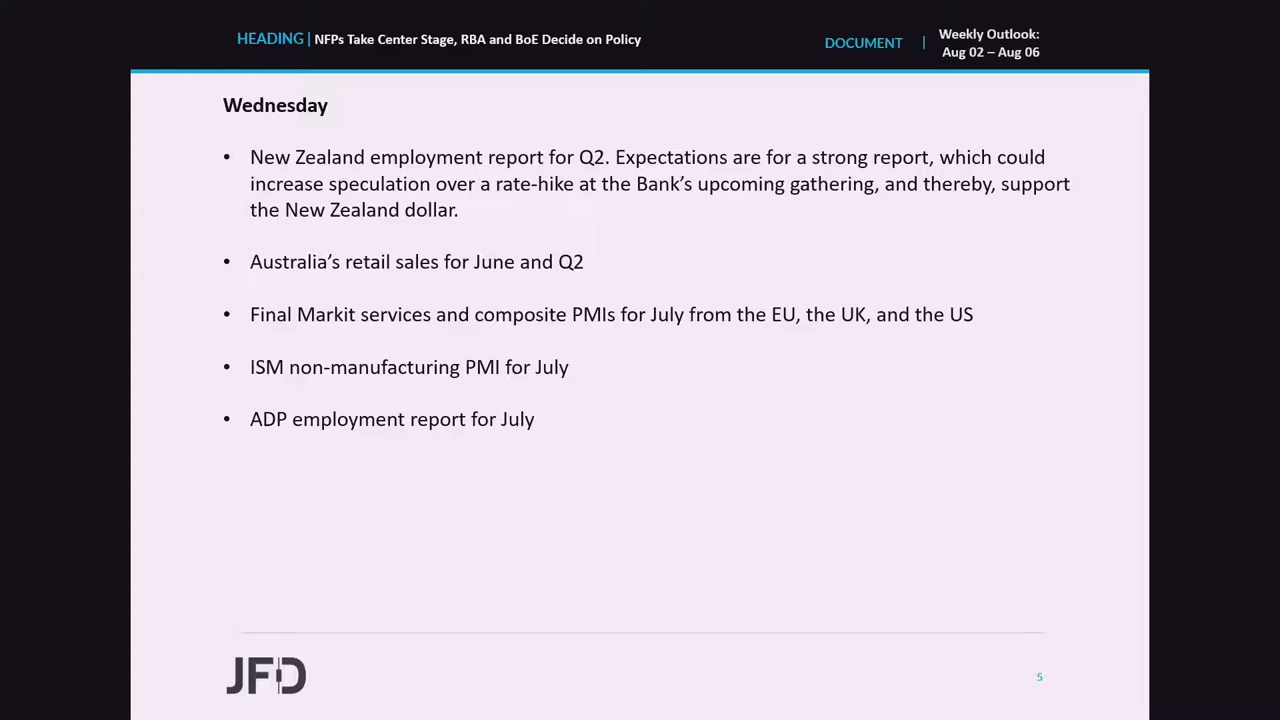 HEADING | NFPs Take Center Stage, RBA and BoE Decide on Policy
DOCUMENT | Weekly Outlook:
Aug 02 – Aug 06
Wednesday
• New Zealand employment report for Q2. Expectations are for a strong report, which could
increase speculation over a rate-hike at the Bank’s upcoming gathering, and thereby, support
the New Zealand dollar.
• Australia’s retail sales for June and Q2
• Final Markit services and composite PMIs for July from the EU, the UK, and the US
• ISM non-manufacturing PMI for July
• ADP employment report for July
JFD
5